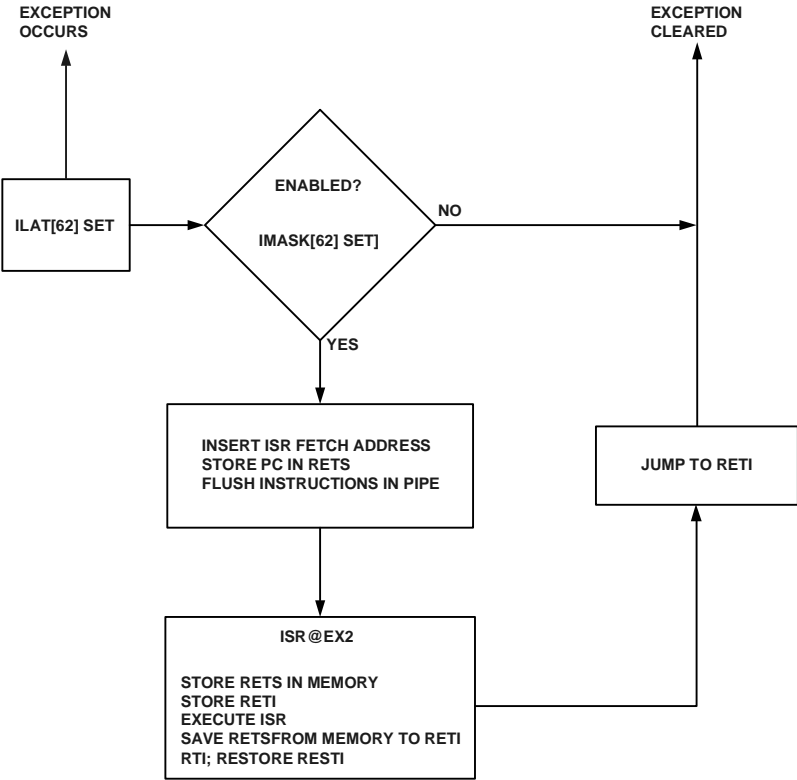 EXCEPTION
OCCURS
EXCEPTION
CLEARED
ILAT[62] SET
ENABLED?
IMASK[62] SET]
NO
YES
INSERT ISR FETCH ADDRESS
STORE PC IN RETS
FLUSH INSTRUCTIONS IN PIPE
JUMP TO RETI
ISR@EX2
STORE RETS IN MEMORY
STORE RETI
EXECUTE ISR
SAVE RETSFROM MEMORY TO RETI
RTI; RESTORE RESTI